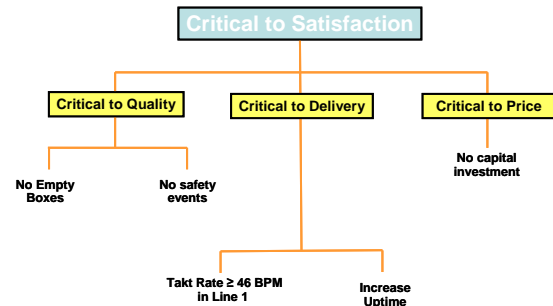 Critical to Satisfaction
Critical to Quality
Critical to Delivery
Critical to Price
No Empy
Boxes
No safety
events
No capital
investment
Takt Rate ≥ 46 BPM
in Line 1
Increase
Uptime